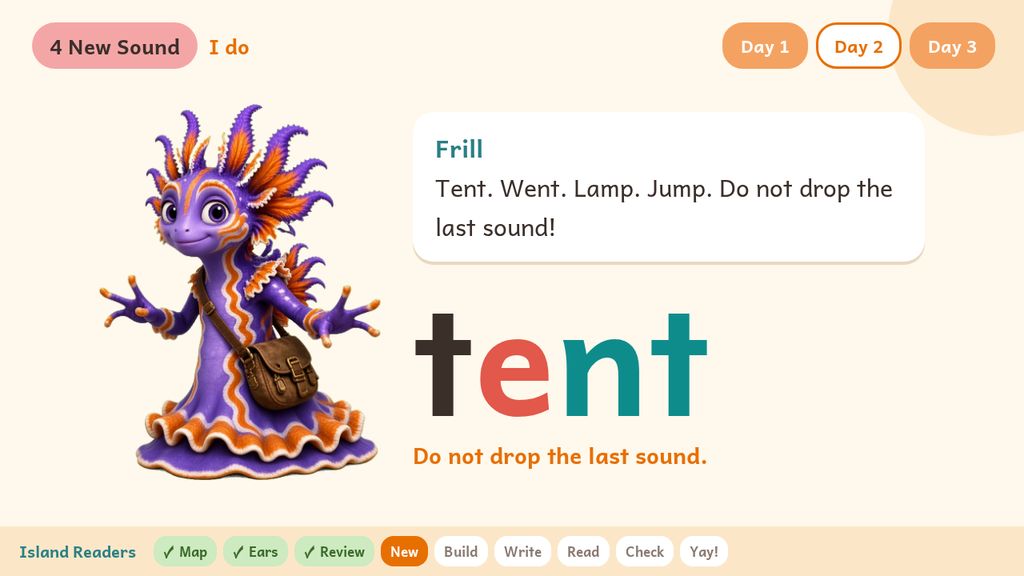 4 New Sound
I do
Day 1
Day 2
Day 3
Frill
Tent. Went. Lamp. Jump. Do not drop the
last sound!
tent
Do not drop the last sound.
Island Readers
✓ Map
✓ Ears
✓ Review
New
Build
Write
Read
Check
Yay!